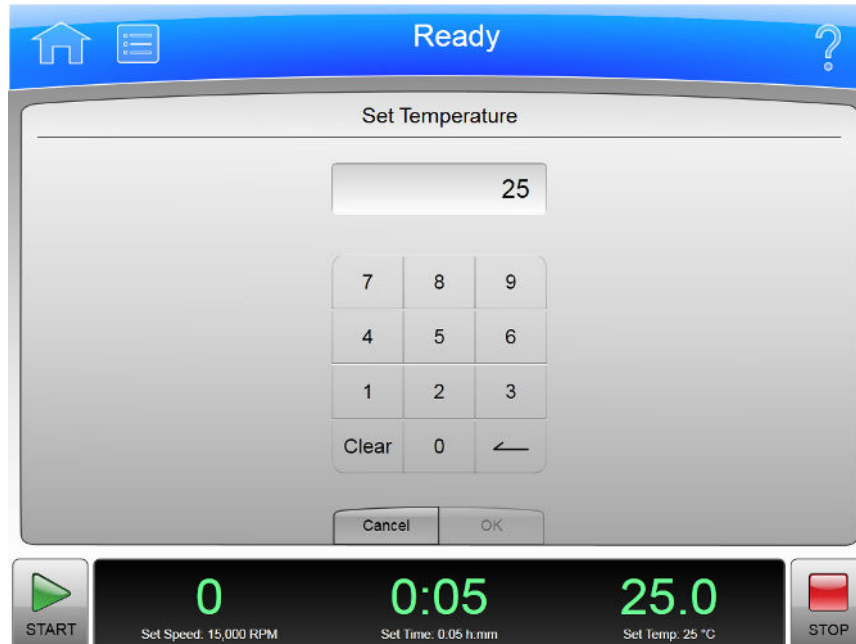 Ready
?
Set Temperature
25
7 8 9
4 5 6
1 2 3
Clear 0
Cancel OK
0 0:05 25.0
START Set Speed: 15,000 RPM Set Time: 0:05 h:mm Set Temp: 25 °C STOP